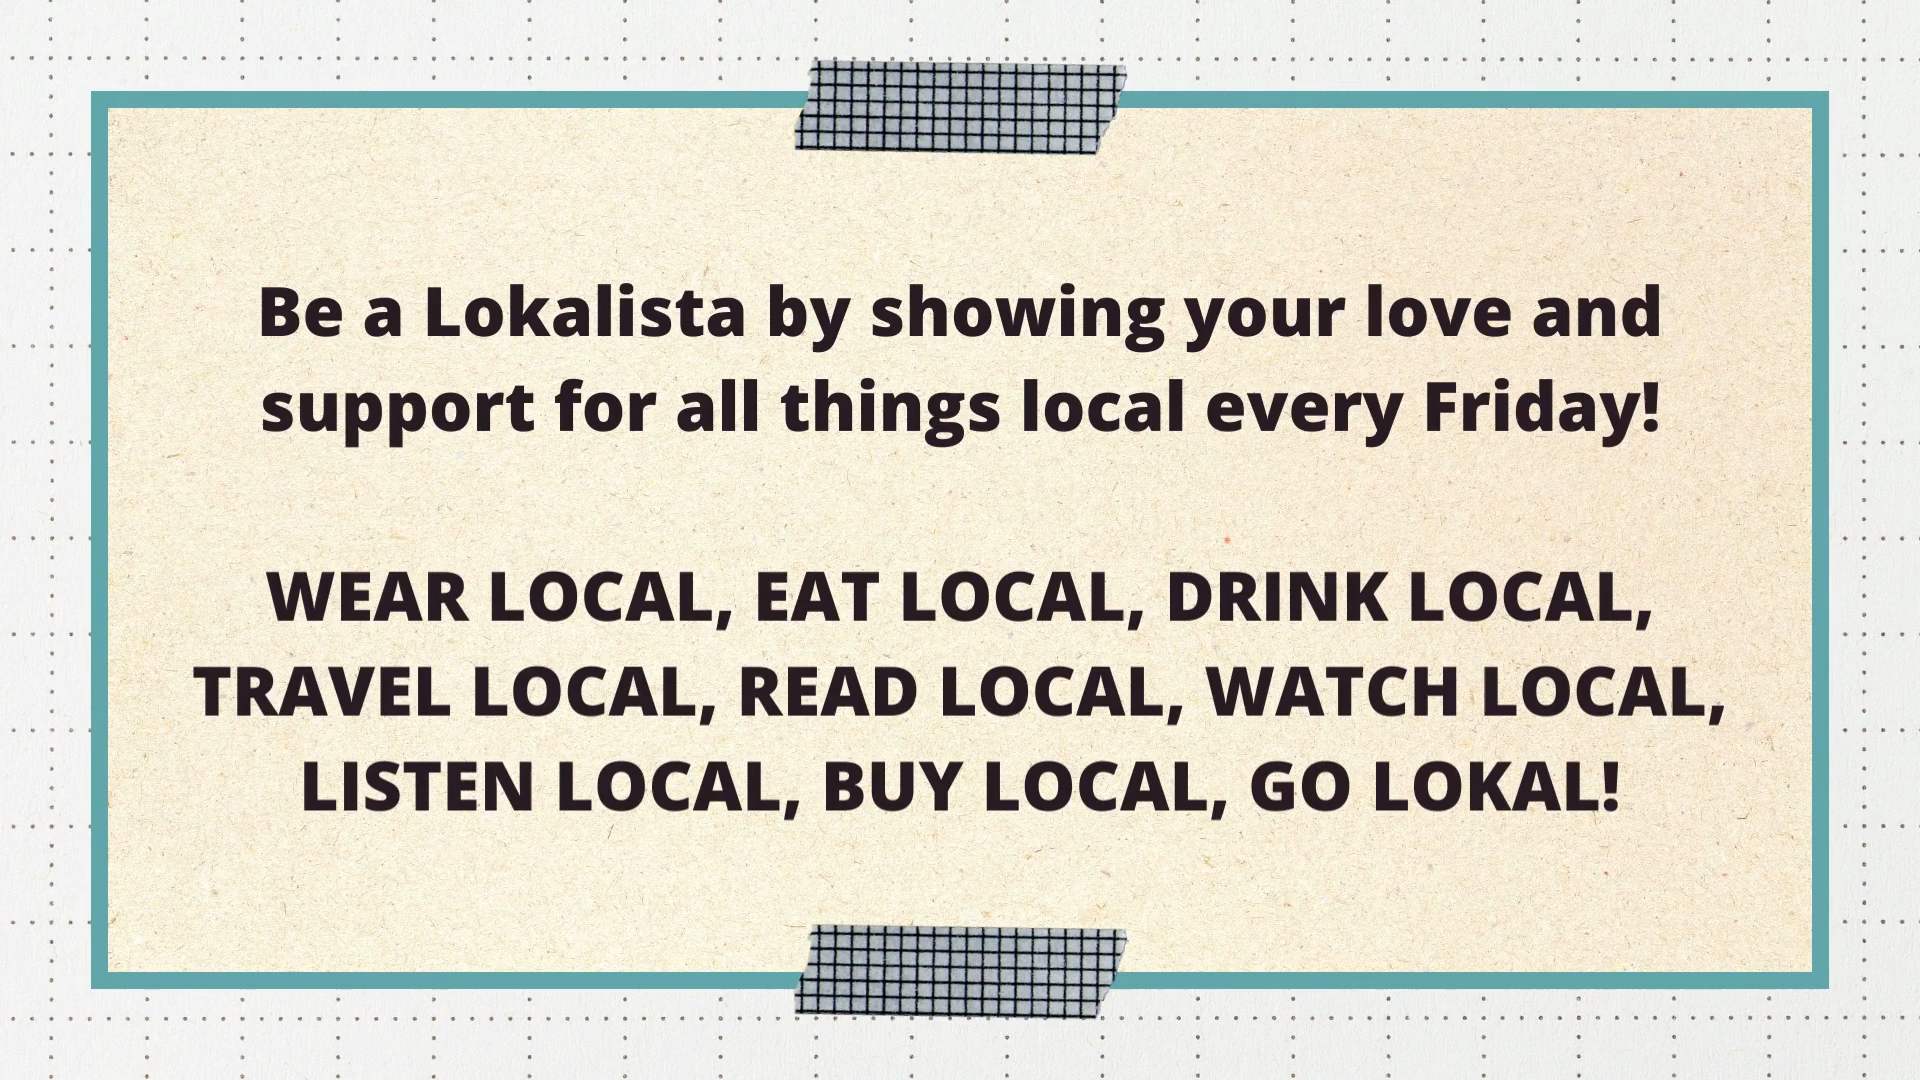 Be a Lokalista by showing your love and
support for all things local every Friday!
WEAR LOCAL, EAT LOCAL, DRINK LOCAL,
TRAVEL LOCAL, READ LOCAL, WATCH LOCAL,
LISTEN LOCAL, BUY LOCAL, GO LOKAL!